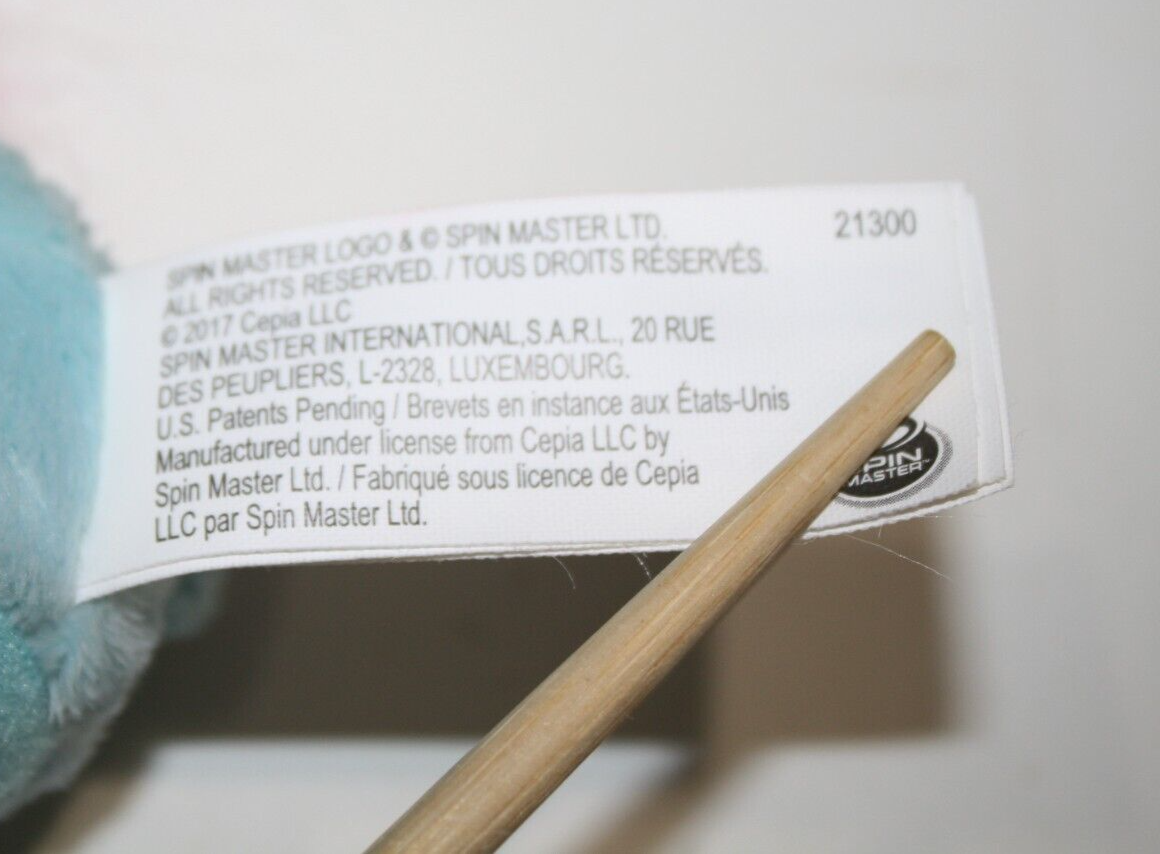 SPIN MASTER LOGO & © SPIN MASTER LTD.
ALL RIGHTS RESERVED. / TOUS DROITS RÉSERVÉS.
© 2017 Cepia LLC
SPIN MASTER INTERNATIONAL,S.A.R.L., 20 RUE
DES PEUPLIERS, L-2328, LUXEMBOURG.
U.S. Patents Pending / Brevets en instance aux États-Unis
Manufactured under license from Cepia LLC by
Spin Master Ltd. / Fabriqué sous licence de Cepia
LLC par Spin Master Ltd.
21300
PIN
MASTER™